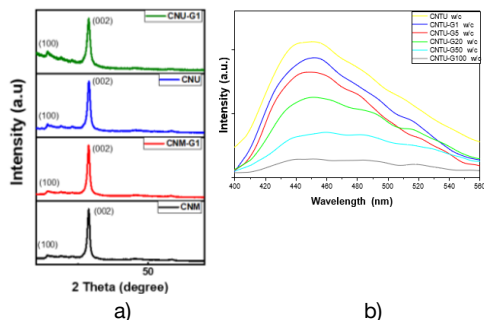 CNU-G1
(002)
(100)
CNU
(002)
(100)
CNM-G1
(002)
(100)
CNM
(002)
(100)
50
2 Theta (degree)
Intensity (a.u)
a)
CNTU w/c
CNTU-G1 w/c
CNTU-G5 w/c
CNTU-G20 w/c
CNTU-G50 w/c
CNTU-G100 w/c
Intensity (a.u.)
400 420 440 460 480 500 520 540 560
Wavelength (nm)
b)